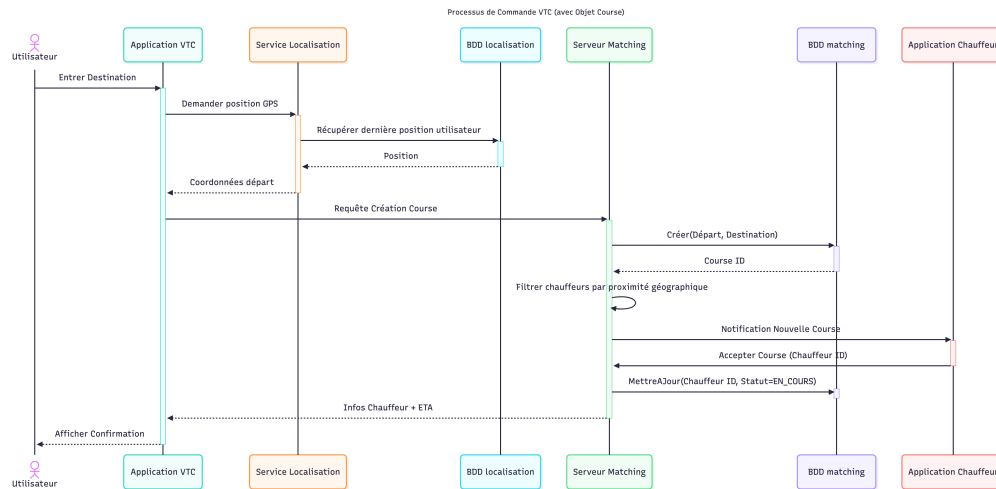 Processus de Commande VTC (avec Objet Course)
Utilisateur
Application VTC
Service Localisation
BDD localisation
Serveur Matching
BDD matching
Application Chauffeur
Entrer Destination
Demander position GPS
Récupérer dernière position utilisateur
Position
Coordonnées départ
Requête Création Course
Créer(Départ, Destination)
Course ID
Filtrer chauffeurs par proximité géographique
Notification Nouvelle Course
Accepter Course (Chauffeur ID)
MettreAJour(Chauffeur ID, Statut=EN_COURS)
Infos Chauffeur + ETA
Afficher Confirmation
Utilisateur
Application VTC
Service Localisation
BDD localisation
Serveur Matching
BDD matching
Application Chauffeur